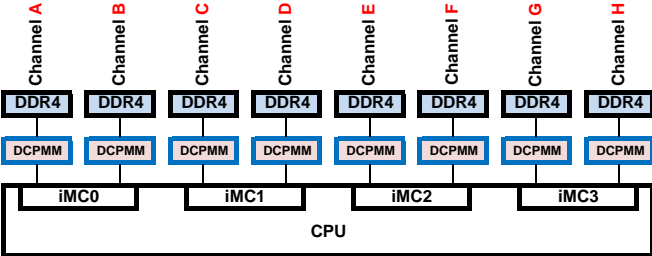 Channel A Channel B Channel C Channel D Channel E Channel F Channel G Channel H
DDR4 DDR4 DDR4 DDR4 DDR4 DDR4 DDR4 DDR4
DCPMM DCPMM DCPMM DCPMM DCPMM DCPMM DCPMM DCPMM
iMC0 iMC1 iMC2 iMC3
CPU